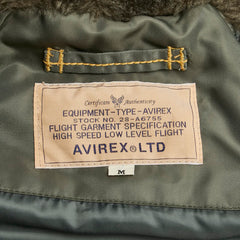 Certificate Authenticity
EQUIPMENT-TYPE-AVIREX
STOCK NO. 28-A6755
FLIGHT GARMENT SPECIFICATION
HIGH SPEED LOW LEVEL FLIGHT
AVIREX®LTD
M